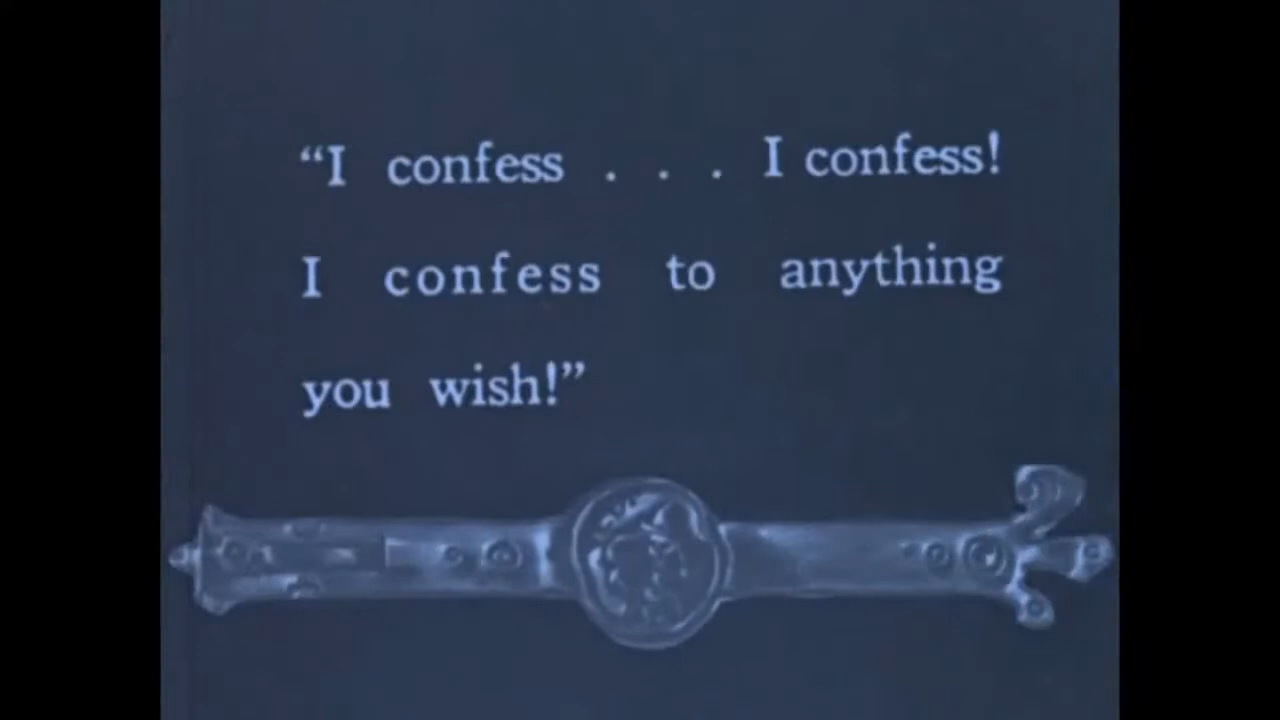 “I confess . . . I confess!
I confess to anything
you wish!”